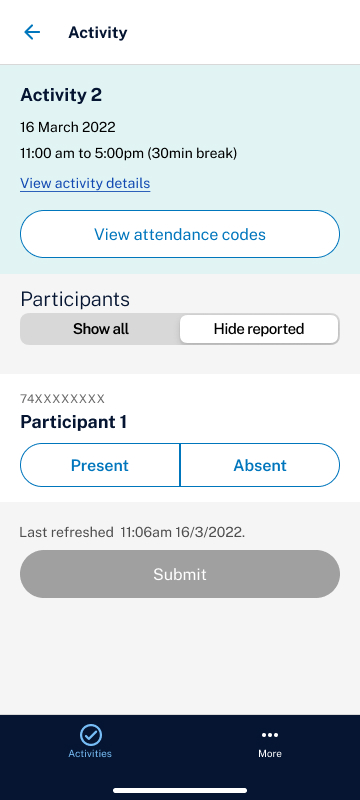 Activity
Activity 2
16 March 2022
11:00 am to 5:00pm (30min break)
View activity details
View attendance codes
Participants
Show all Hide reported
74XXXXXXXX
Participant 1
Present Absent
Last refreshed 11:06am 16/3/2022.
Submit
Activities More